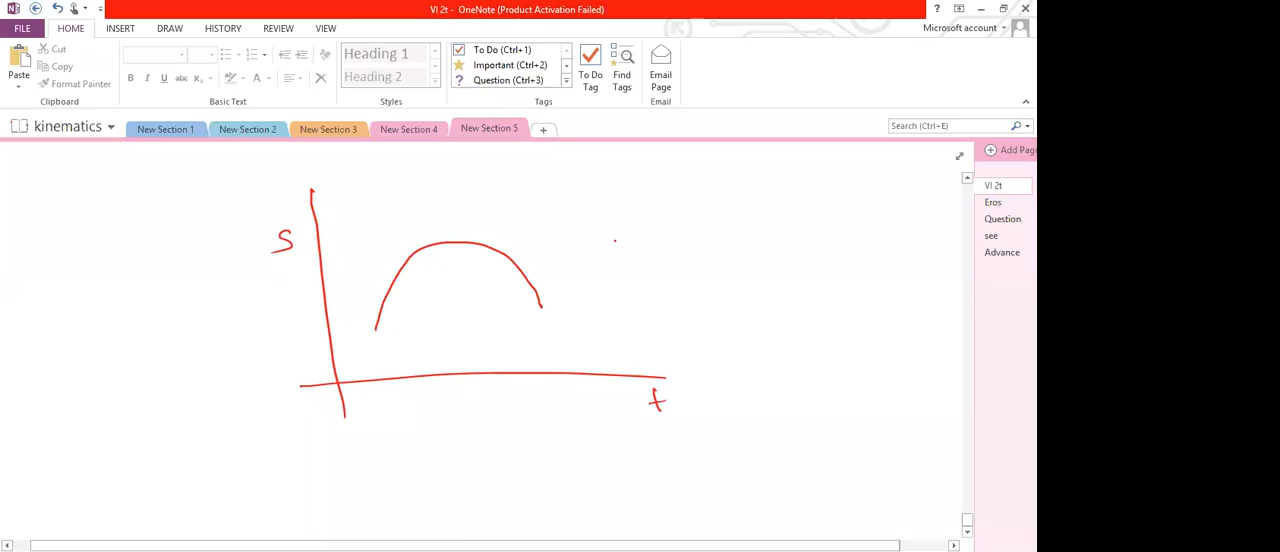 VI 2t - OneNote (Product Activation Failed)
FILE HOME INSERT DRAW HISTORY REVIEW VIEW Microsoft account
Paste Cut Copy Format Painter
B I U abc x₂ A
Heading 1
Heading 2
To Do (Ctrl+1)
Important (Ctrl+2)
Question (Ctrl+3)
To Do Tag
Find Tags
Email Page
Clipboard Basic Text Styles Tags Email
kinematics New Section 1 New Section 2 New Section 3 New Section 4 New Section 5 Search (Ctrl+E)
Add Pag
VI 2t
Eros
Question
see
Advance
S
t